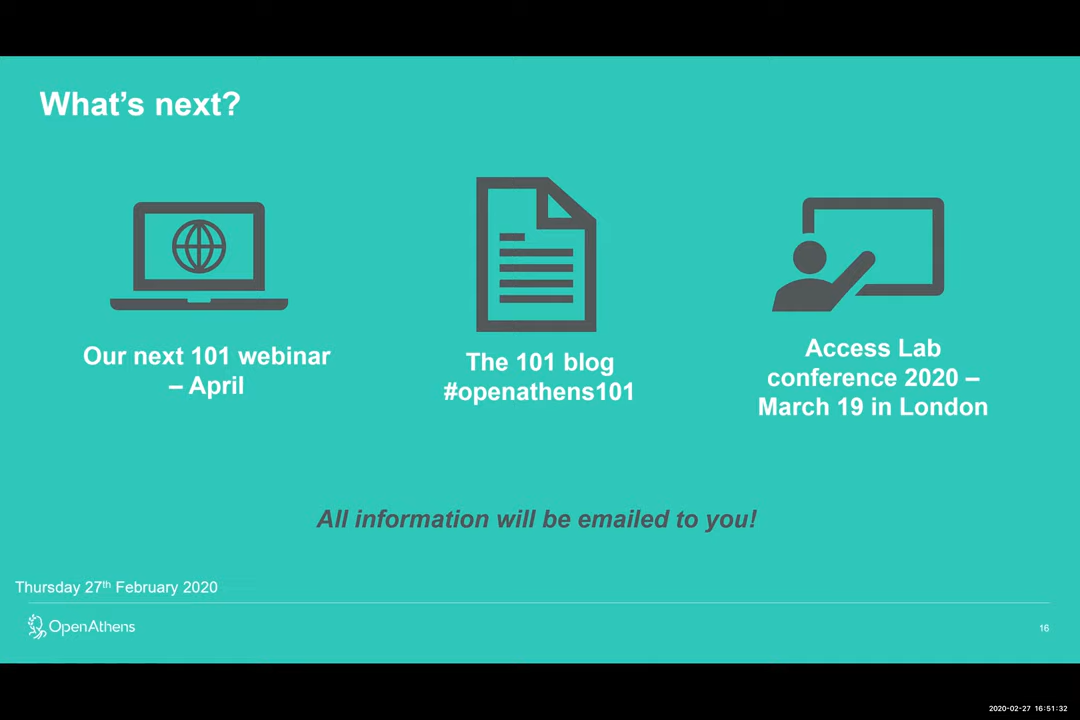 What's next?
Our next 101 webinar
– April
The 101 blog
#openathens101
Access Lab
conference 2020 –
March 19 in London
All information will be emailed to you!
Thursday 27th February 2020
OpenAthens
16
2020-02-27 16:51:32